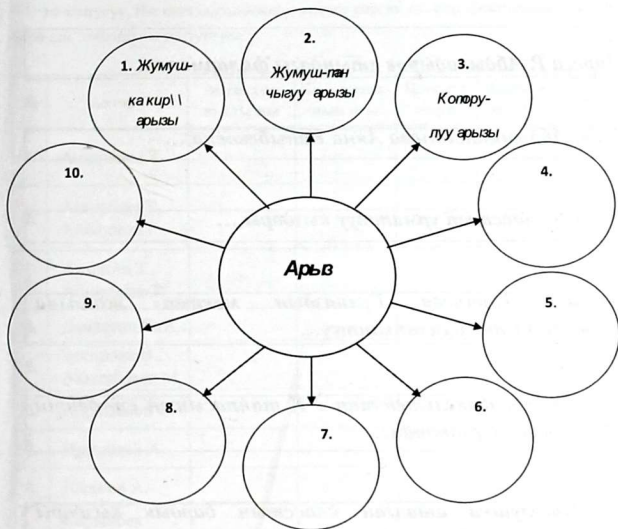 1. Жумуш-
ка кир\\
арызы
2.
Жумуш-тан
чыгуу арызы
3.
Котору-
луу арызы
4.
5.
6.
7.
8.
9.
10.
Арыз